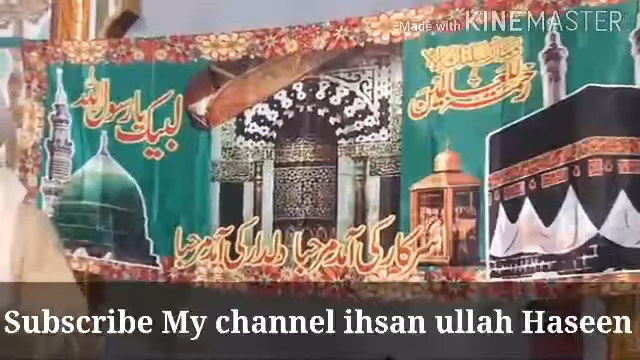 Made with KINEMASTER
لبیک یا رسول اللہ
رحمۃ للعالمین
سرکار کی آمد مرحبا دلدار کی آمد مرحبا
Subscribe My channel ihsan ullah Haseen